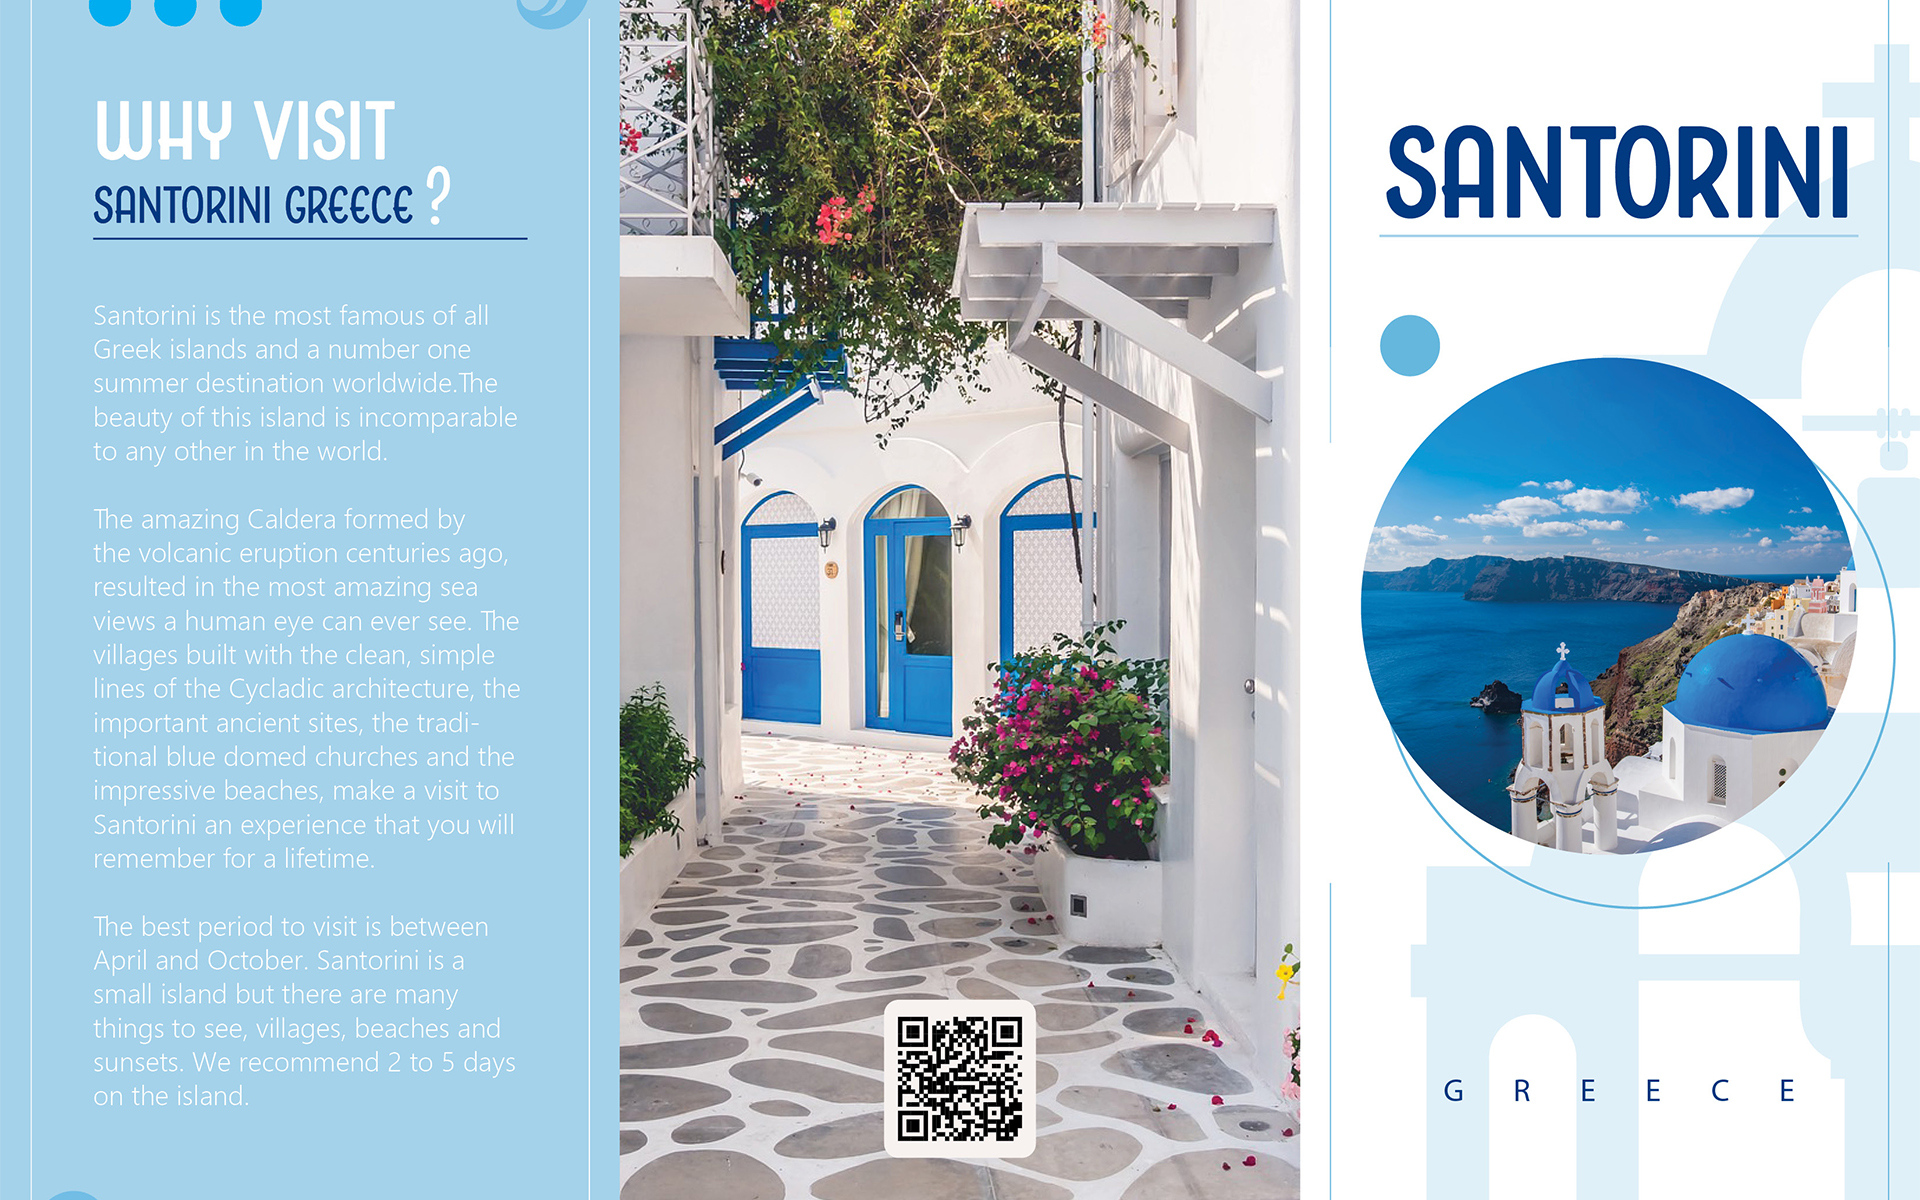 WHY VISIT
SANTORINI GREECE ?
Santorini is the most famous of all
Greek islands and a number one
summer destination worldwide.The
beauty of this island is incomparable
to any other in the world.
The amazing Caldera formed by
the volcanic eruption centuries ago,
resulted in the most amazing sea
views a human eye can ever see. The
villages built with the clean, simple
lines of the Cycladic architecture, the
important ancient sites, the tradi-
tional blue domed churches and the
impressive beaches, make a visit to
Santorini an experience that you will
remember for a lifetime.
The best period to visit is between
April and October. Santorini is a
small island but there are many
things to see, villages, beaches and
sunsets. We recommend 2 to 5 days
on the island.
SANTORINI
GREECE